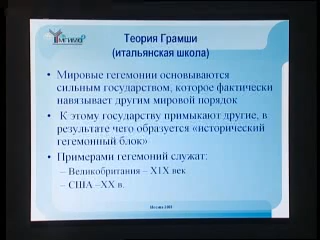 Теория Грамши
(итальянская школа)
• Мировые гегемонии основываются
сильным государством, которое фактически
навязывает другим мировой порядок
• К этому государству примыкают другие, в
результате чего образуется «исторический
гегемонный блок»
• Примерами гегемоний служат:
– Великобритания – X1X век
– США –XX в.